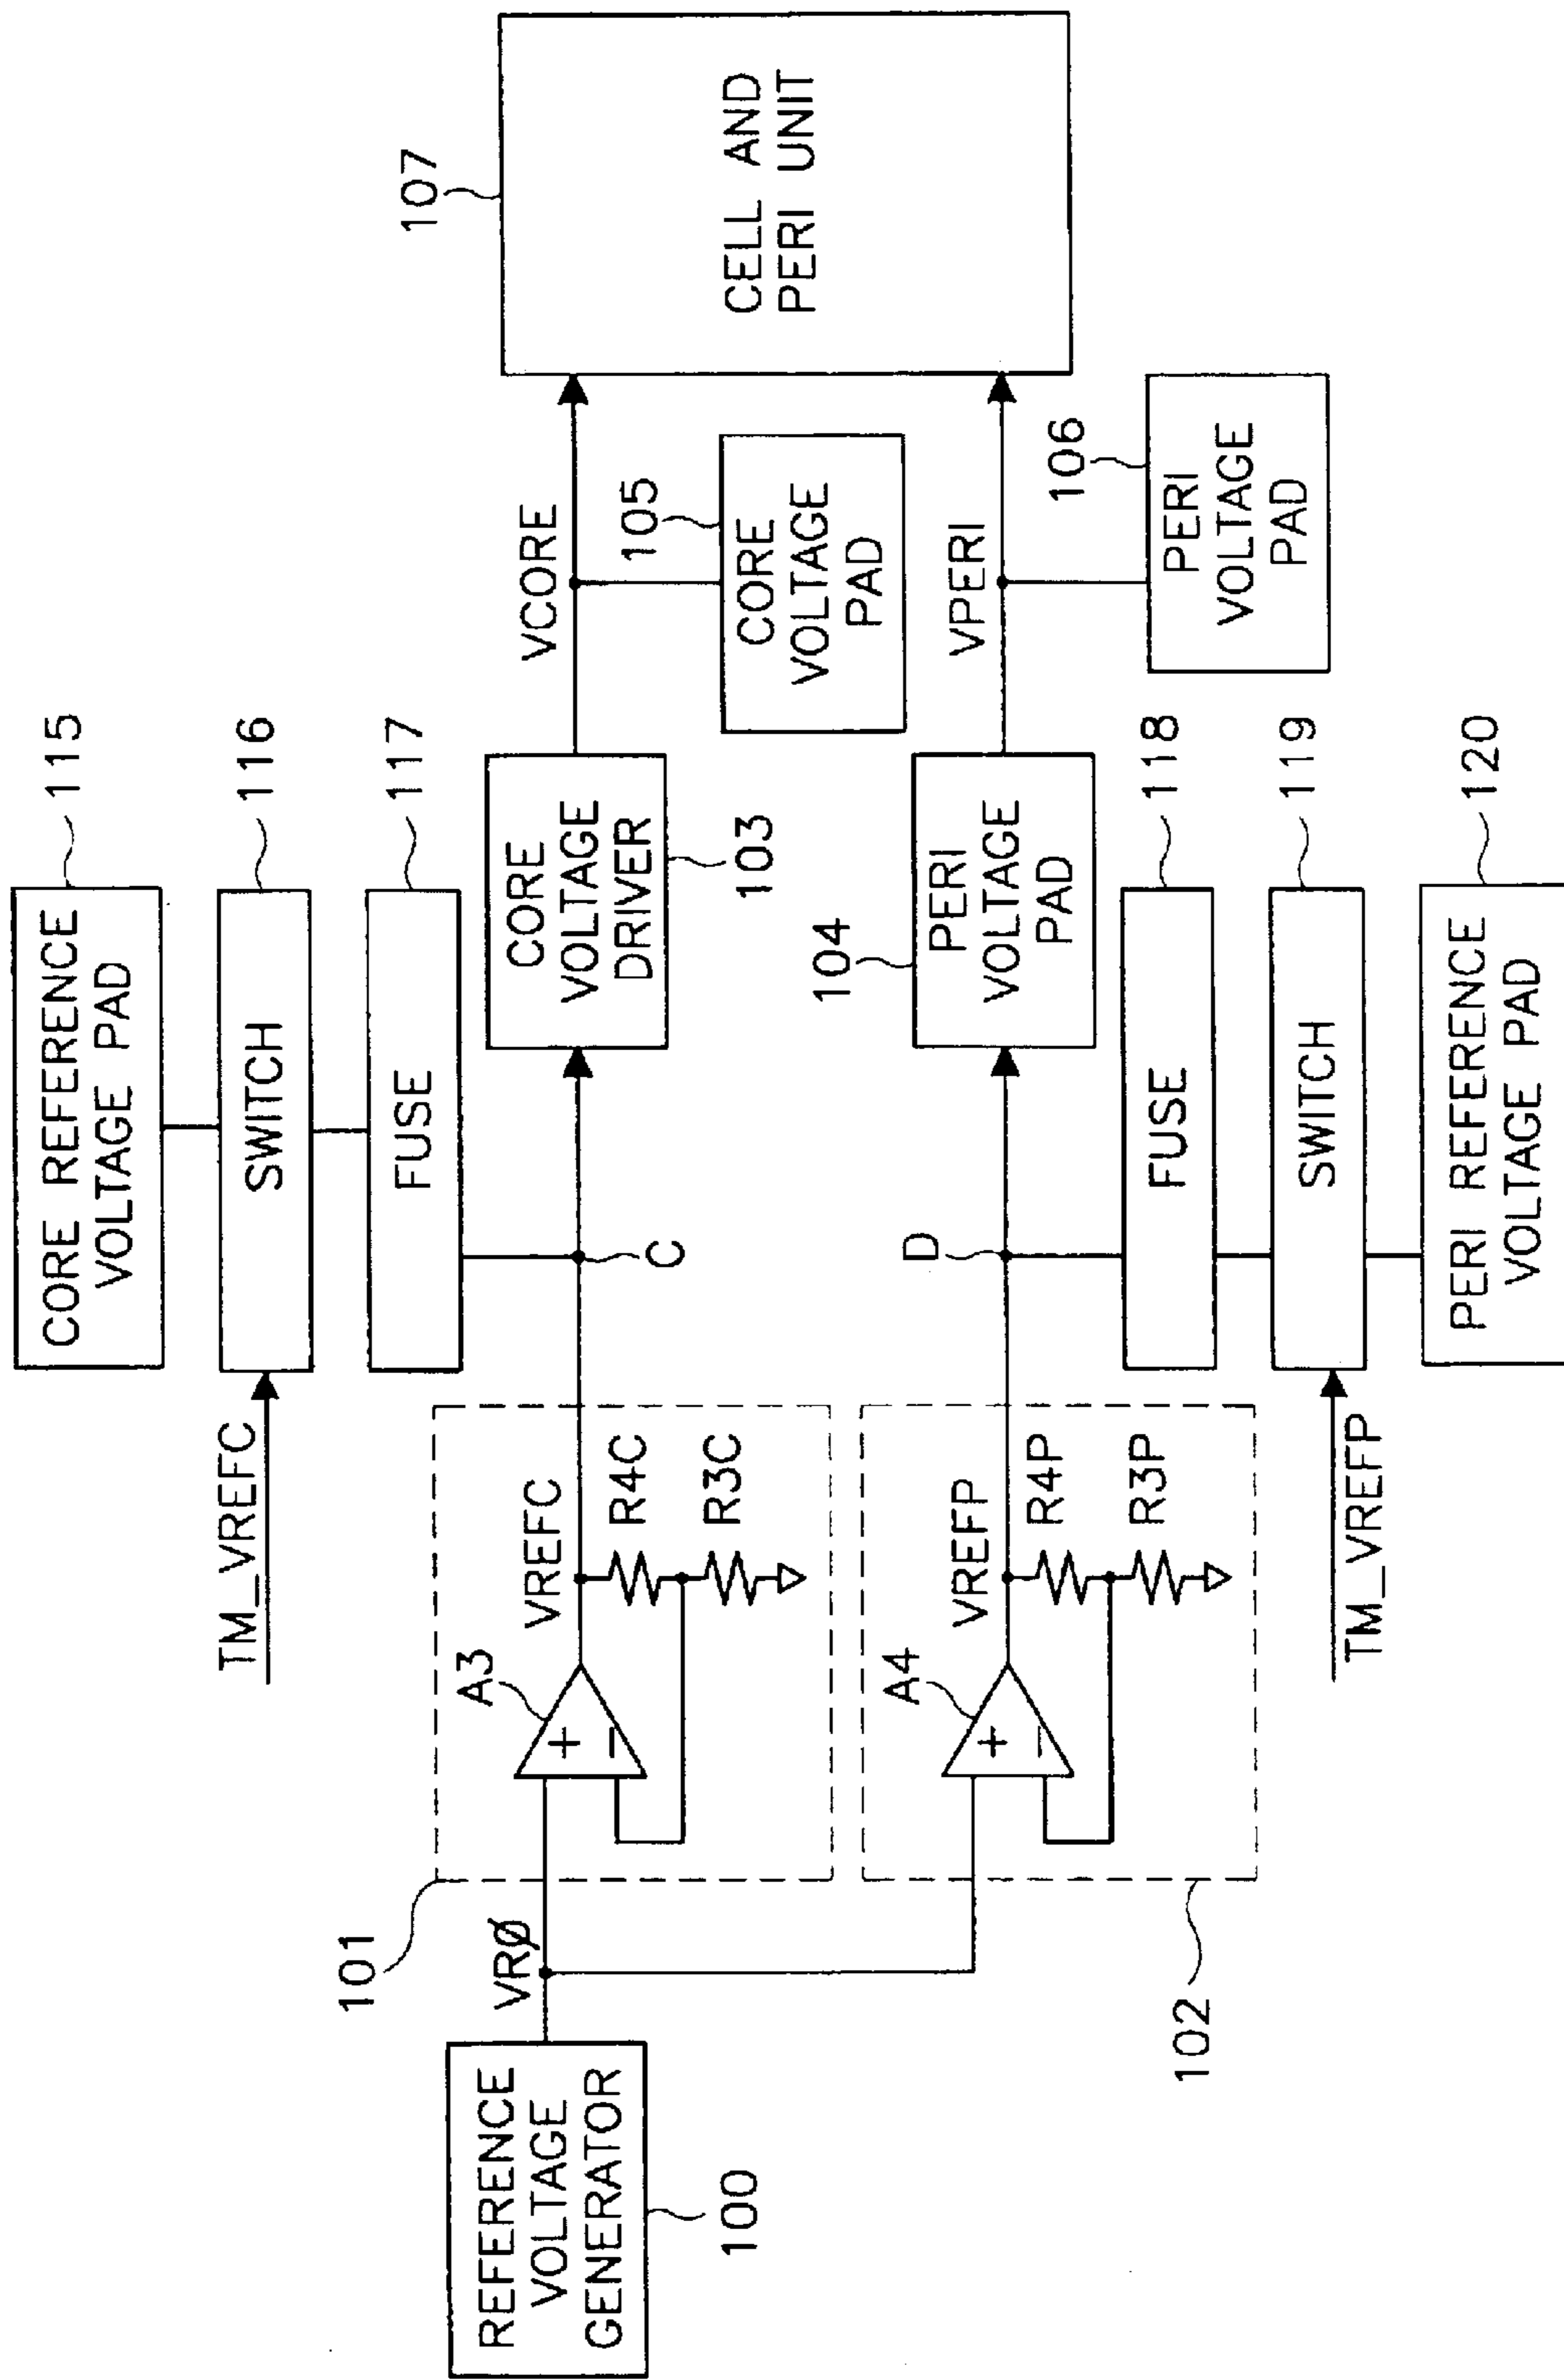 CORE REFERENCE
VOLTAGE PAD
115
TM_VREFC
SWITCH
116
FUSE
117
101
VRØ
A3
+
−
VREFC
R4C
R3C
C
CORE
VOLTAGE
DRIVER
103
VCORE
105
CORE
VOLTAGE
PAD
107
CELL AND
PERI UNIT
REFERENCE
VOLTAGE
GENERATOR
100
102
A4
+
−
VREFP
R4P
R3P
D
104
PERI
VOLTAGE
PAD
VPERI
106
PERI
VOLTAGE
PAD
FUSE
118
TM_VREFP
SWITCH
119
PERI REFERENCE
VOLTAGE PAD
120